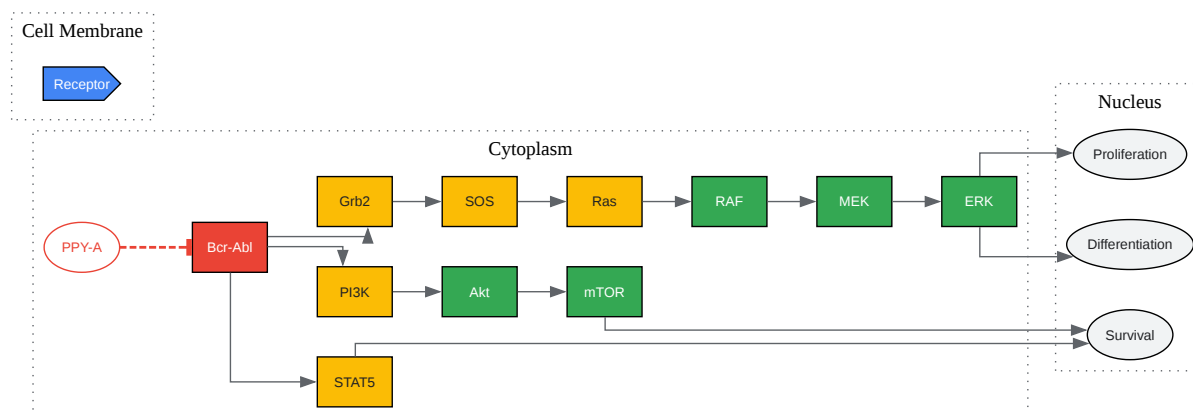 Cell Membrane
Receptor
Nucleus
Cytoplasm
Proliferation
Grb2
SOS
Ras
RAF
MEK
ERK
PPY-A
Bcr-Abl
Differentiation
PI3K
Akt
mTOR
Survival
STAT5